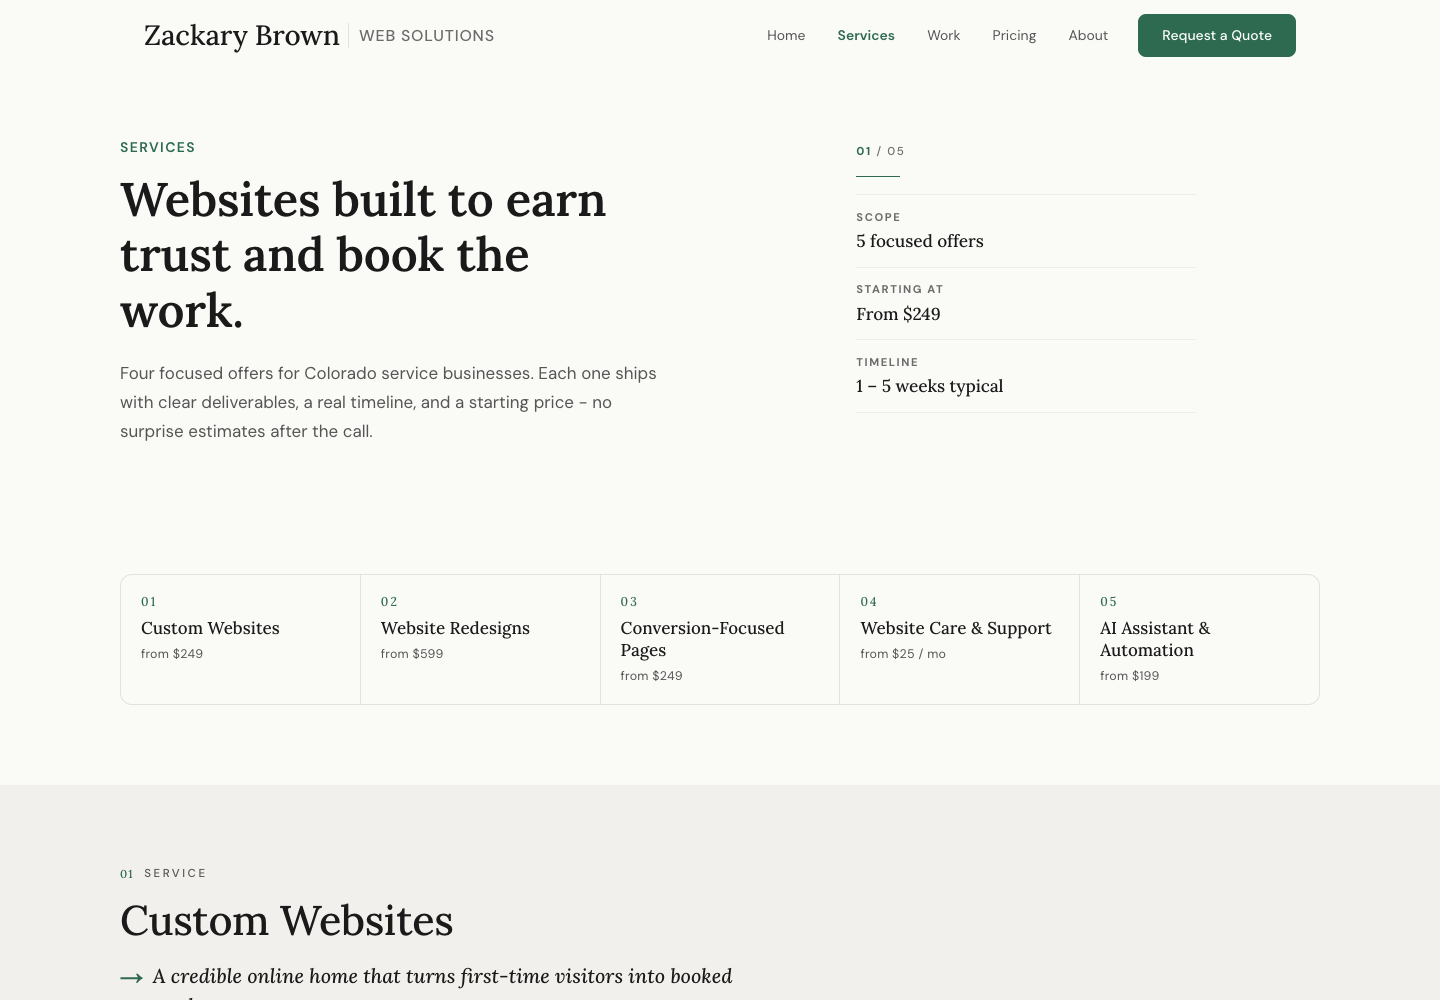 Zackary Brown WEB SOLUTIONS
Home Services Work Pricing About Request a Quote
SERVICES
Websites built to earn
trust and book the
work.
Four focused offers for Colorado service businesses. Each one ships
with clear deliverables, a real timeline, and a starting price - no
surprise estimates after the call.
01 / 05
SCOPE
5 focused offers
STARTING AT
From $249
TIMELINE
1 – 5 weeks typical
01
Custom Websites
from $249
02
Website Redesigns
from $599
03
Conversion-Focused
Pages
from $249
04
Website Care & Support
from $25 / mo
05
AI Assistant &
Automation
from $199
01 SERVICE
Custom Websites
→ A credible online home that turns first-time visitors into booked